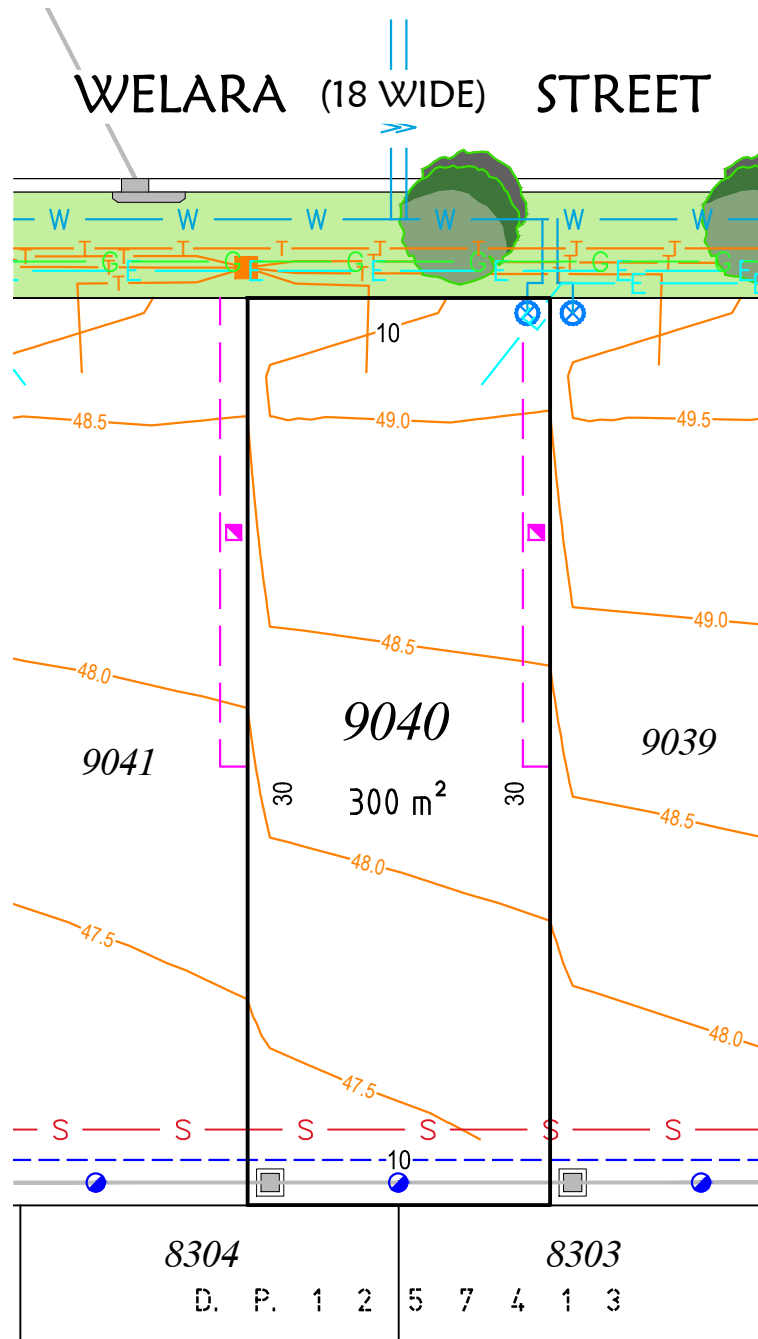 WELARA (18 WIDE) STREET
W W W W W W
T T T T T T T T
G G G G G G
E E E E E E E
T T T
10
48.5 49.0 49.5
49.0
48.5
48.0
9040
9041 9039
30 300 m² 30
48.5
48.0
47.5
48.0
47.5
S S S S S S
10
8304 8303
D. P. 1 2 5 7 4 1 3